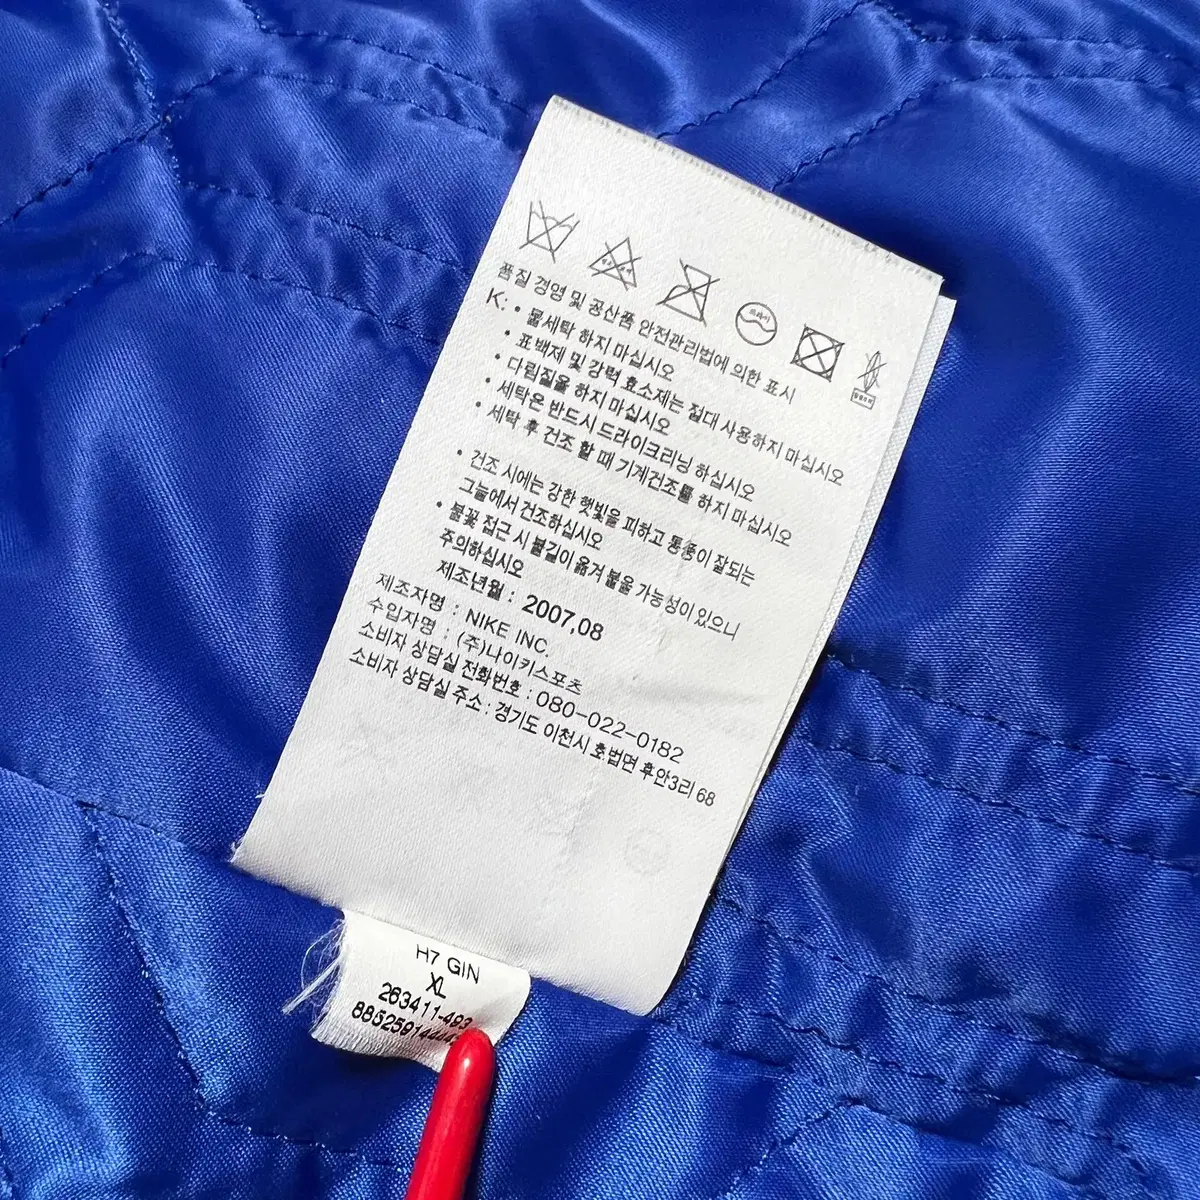 품질 경영 및 공산품 안전관리법에 의한 표시
K: • 물세탁 하지 마십시오
• 표백제 및 강력 효소제는 절대 사용하지 마십시오
• 다림질을 하지 마십시오
• 세탁은 반드시 드라이크리닝 하십시오
• 세탁 후 건조 할 때 기계건조를 하지 마십시오
• 건조 시에는 강한 햇빛을 피하고 통풍이 잘되는
그늘에서 건조하십시오
• 불꽃 접근 시 불길이 옮겨 붙을 가능성이 있으니
주의하십시오
제조년월 : 2007,08
제조자명 : NIKE INC.
수입자명 : (주)나이키스포츠
소비자 상담실 전화번호 : 080-022-0182
소비자 상담실 주소 : 경기도 이천시 호법면 후안3리 68
H7 GIN
XL
263411-493